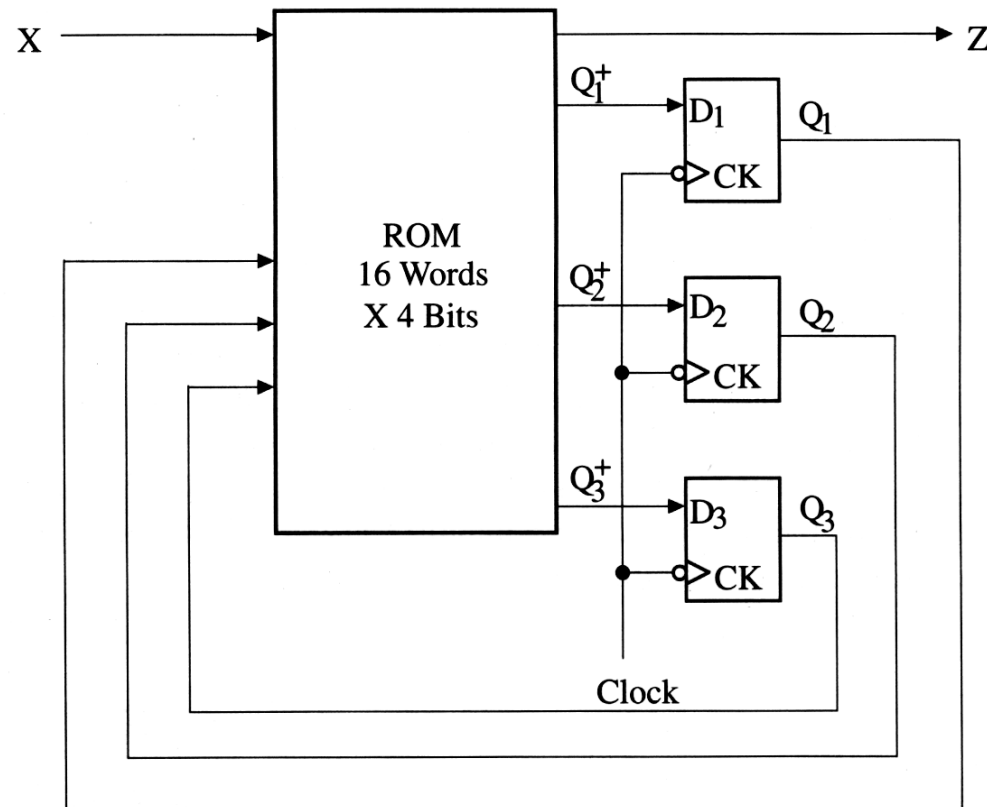 X
Z
Q₁⁺
D₁
Q₁
CK
ROM
16 Words
X 4 Bits
Q₂⁺
D₂
Q₂
CK
Q₃⁺
D₃
Q₃
CK
Clock